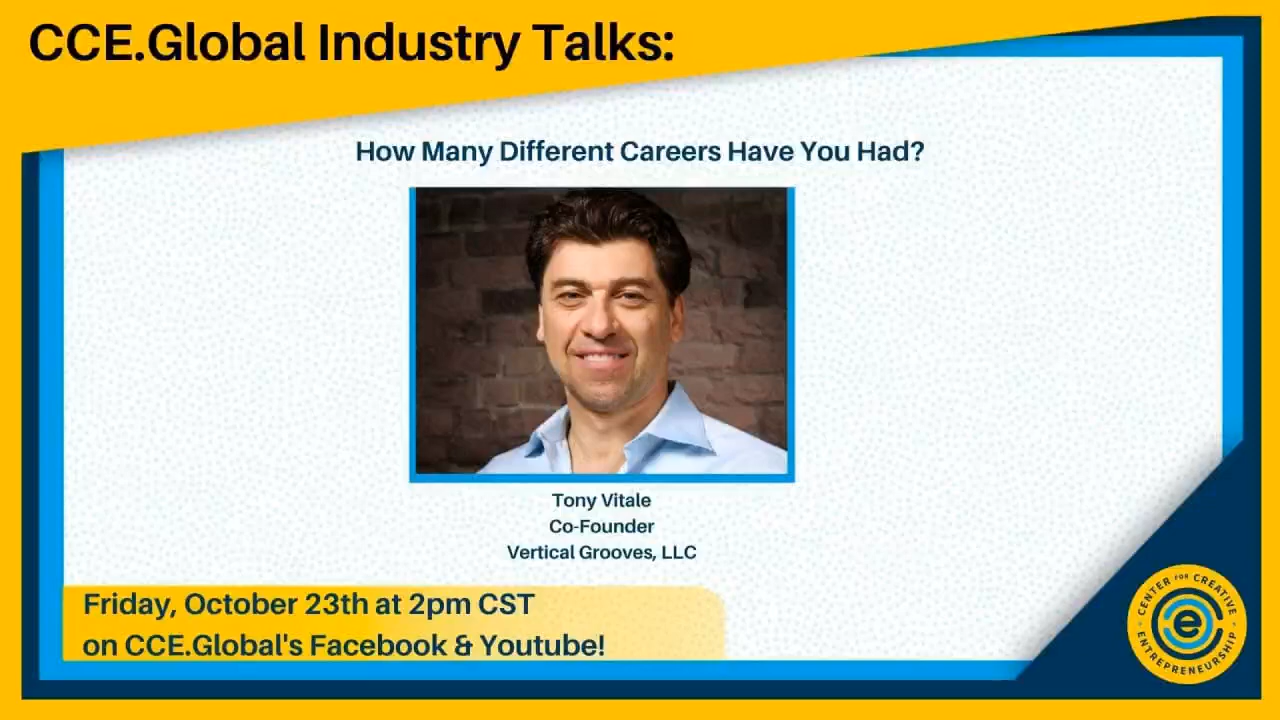 CCE.Global Industry Talks:
How Many Different Careers Have You Had?
Tony Vitale
Co-Founder
Vertical Grooves, LLC
Friday, October 23th at 2pm CST
on CCE.Global's Facebook & Youtube!
CENTER FOR CREATIVE
ENTREPRENEURSHIP
e